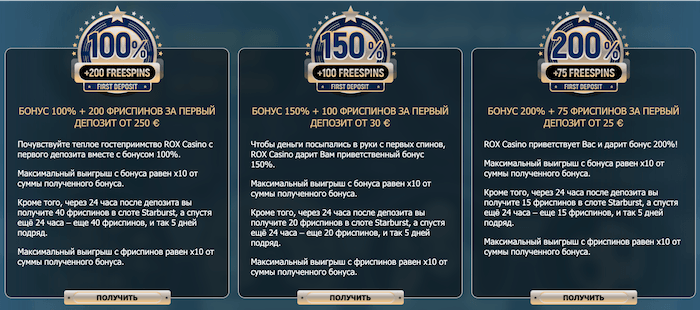 100%
+200 FREESPINS
FIRST DEPOSIT
БОНУС 100% + 200 ФРИСПИНОВ ЗА ПЕРВЫЙ
ДЕПОЗИТ ОТ 250 €
Почувствуйте теплое гостеприимство ROX Casino с
первого депозита вместе с бонусом 100%.
Максимальный выигрыш с бонуса равен x10 от
суммы полученного бонуса.
Кроме того, через 24 часа после депозита вы
получите 40 фриспинов в слоте Starburst, а спустя
ещё 24 часа – еще 40 фриспинов, и так 5 дней
подряд.
Максимальный выигрыш с фриспинов равен x10 от
суммы полученного бонуса.
ПОЛУЧИТЬ
150%
+100 FREESPINS
FIRST DEPOSIT
БОНУС 150% + 100 ФРИСПИНОВ ЗА ПЕРВЫЙ
ДЕПОЗИТ ОТ 30 €
Чтобы деньги посыпались в руки с первых спинов,
ROX Casino дарит Вам приветственный бонус
150%.
Максимальный выигрыш с бонуса равен x10 от
суммы полученного бонуса.
Кроме того, через 24 часа после депозита вы
получите 20 фриспинов в слоте Starburst, а спустя
ещё 24 часа – еще 20 фриспинов, и так 5 дней
подряд.
Максимальный выигрыш с фриспинов равен x10 от
суммы полученного бонуса.
ПОЛУЧИТЬ
200%
+75 FREESPINS
FIRST DEPOSIT
БОНУС 200% + 75 ФРИСПИНОВ ЗА ПЕРВЫЙ
ДЕПОЗИТ ОТ 25 €
ROX Casino приветствует Вас и дарит бонус 200%!
Максимальный выигрыш с бонуса равен x10 от
суммы полученного бонуса.
Кроме того, через 24 часа после депозита вы
получите 15 фриспинов в слоте Starburst, а спустя
ещё 24 часа – еще 15 фриспинов, и так 5 дней
подряд.
Максимальный выигрыш с фриспинов равен x10 от
суммы полученного бонуса.
ПОЛУЧИТЬ